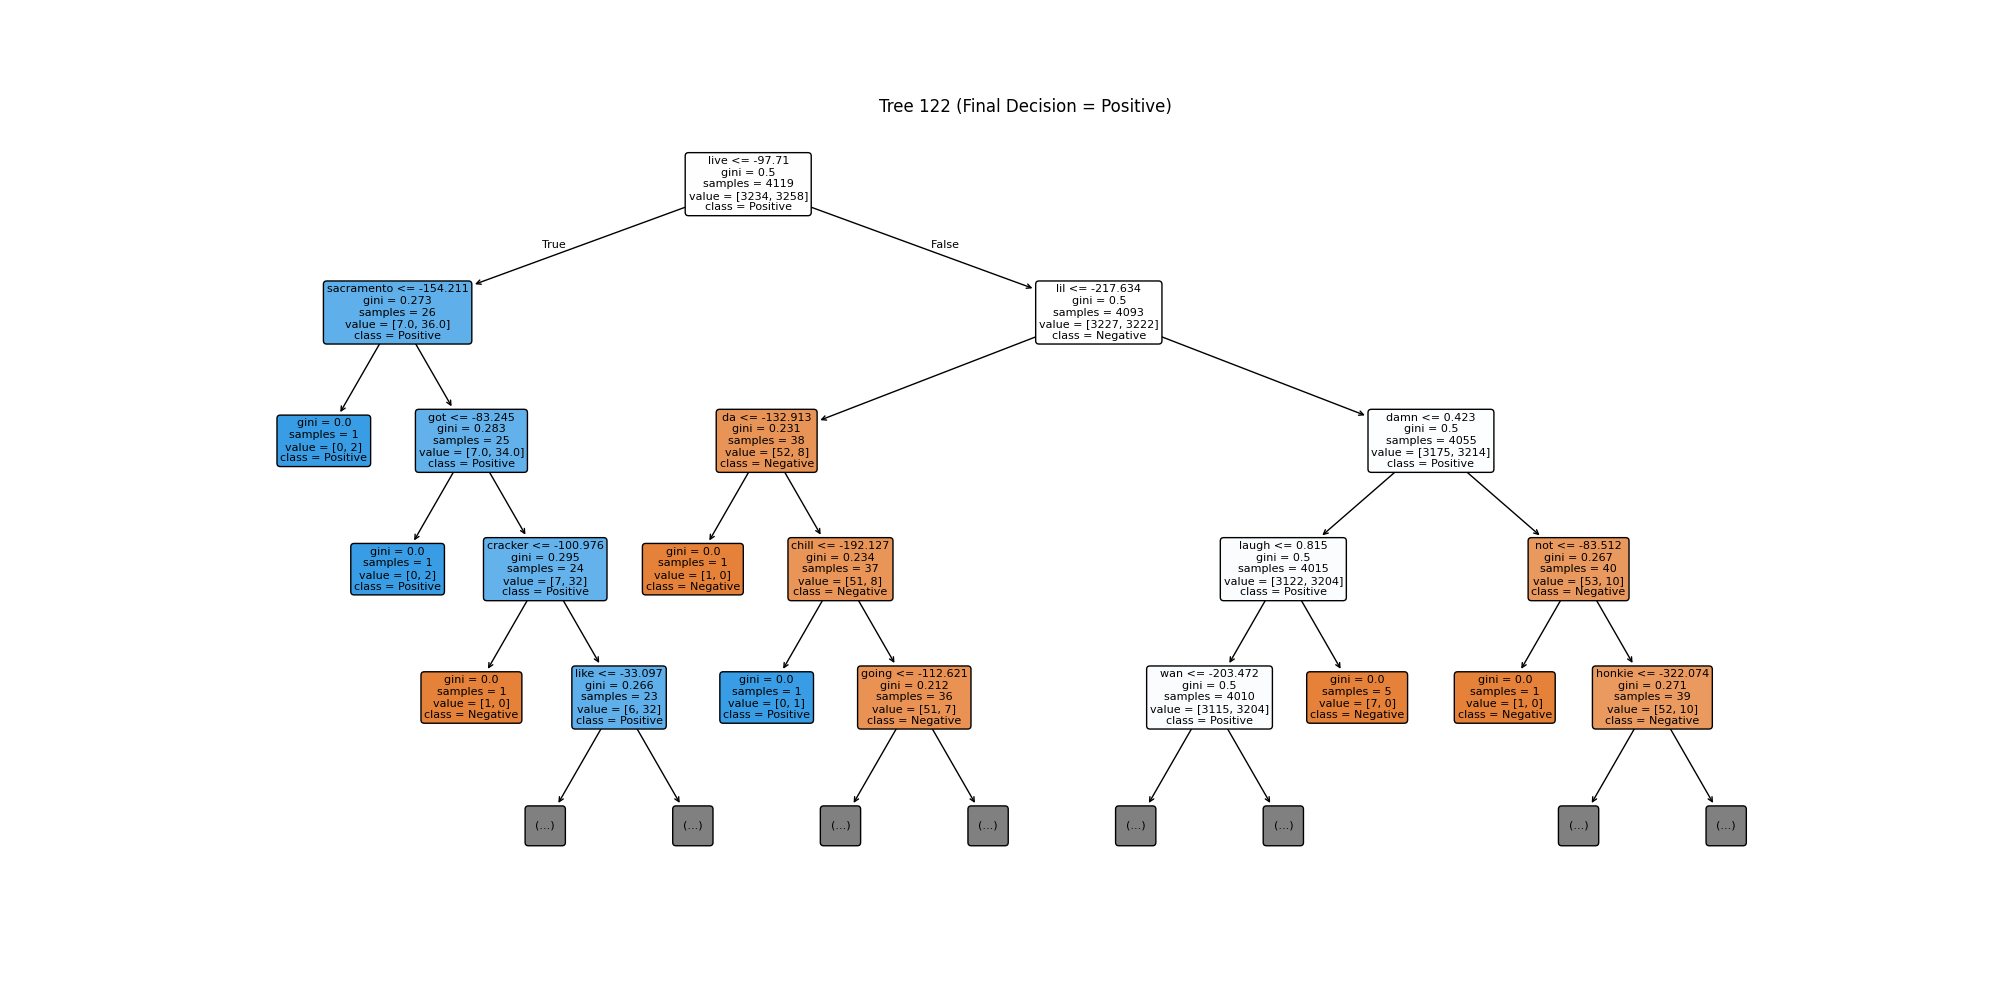 Tree 122 (Final Decision = Positive)
live <= -97.71
gini = 0.5
samples = 4119
value = [3234, 3258]
class = Positive
True
False
sacramento <= -154.211
gini = 0.273
samples = 26
value = [7.0, 36.0]
class = Positive
lil <= -217.634
gini = 0.5
samples = 4093
value = [3227, 3222]
class = Negative
gini = 0.0
samples = 1
value = [0, 2]
class = Positive
got <= -83.245
gini = 0.283
samples = 25
value = [7.0, 34.0]
class = Positive
da <= -132.913
gini = 0.231
samples = 38
value = [52, 8]
class = Negative
damn <= 0.423
gini = 0.5
samples = 4055
value = [3175, 3214]
class = Positive
gini = 0.0
samples = 1
value = [0, 2]
class = Positive
cracker <= -100.976
gini = 0.295
samples = 24
value = [7, 32]
class = Positive
gini = 0.0
samples = 1
value = [1, 0]
class = Negative
chill <= -192.127
gini = 0.234
samples = 37
value = [51, 8]
class = Negative
laugh <= 0.815
gini = 0.5
samples = 4015
value = [3122, 3204]
class = Positive
not <= -83.512
gini = 0.267
samples = 40
value = [53, 10]
class = Negative
gini = 0.0
samples = 1
value = [1, 0]
class = Negative
like <= -33.097
gini = 0.266
samples = 23
value = [6, 32]
class = Positive
gini = 0.0
samples = 1
value = [0, 1]
class = Positive
going <= -112.621
gini = 0.212
samples = 36
value = [51, 7]
class = Negative
wan <= -203.472
gini = 0.5
samples = 4010
value = [3115, 3204]
class = Positive
gini = 0.0
samples = 5
value = [7, 0]
class = Negative
gini = 0.0
samples = 1
value = [1, 0]
class = Negative
honkie <= -322.074
gini = 0.271
samples = 39
value = [52, 10]
class = Negative
(...)
(...)
(...)
(...)
(...)
(...)
(...)
(...)